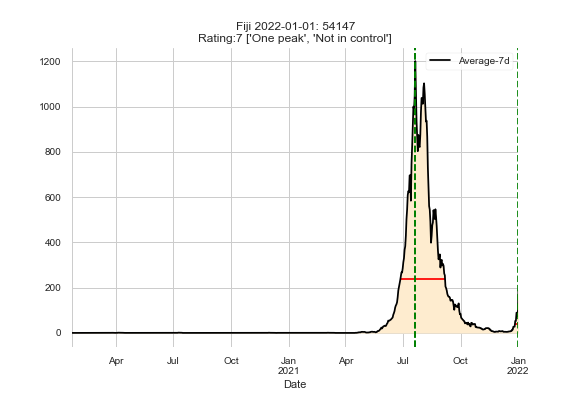 Fiji 2022-01-01: 54147
Rating:7 ['One peak', 'Not in control']
Average-7d
1200
1000
800
600
400
200
0
Apr Jul Oct Jan Apr Jul Oct Jan
2021 2022
Date